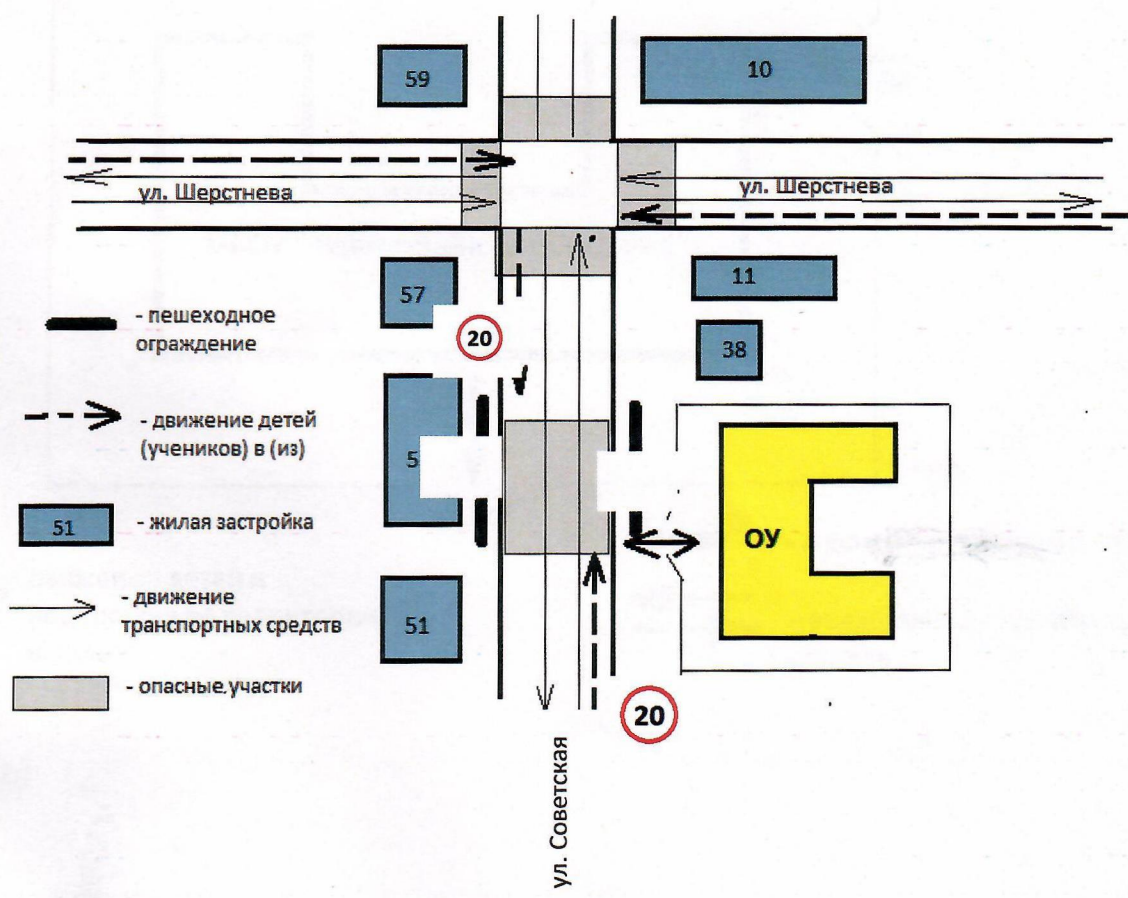 59
10
ул. Шерстнева
ул. Шерстнева
57
11
20
38
- пешеходное
ограждение
- движение детей
(учеников) в (из)
5
51
- жилая застройка
ОУ
- движение
транспортных средств
51
- опасные участки
20
ул. Советская